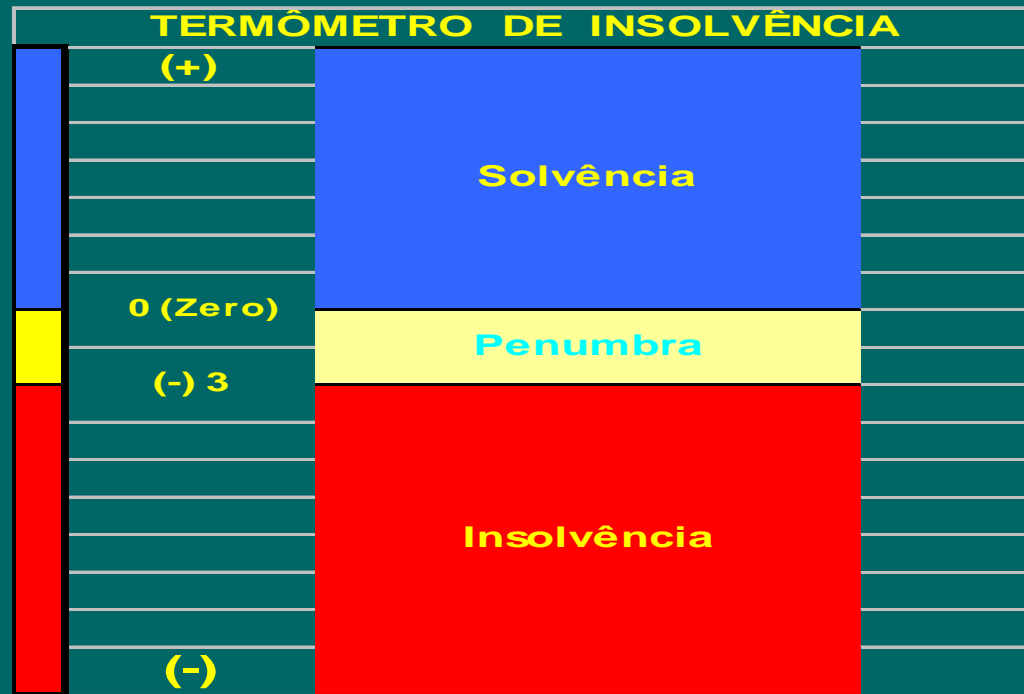 TERMÔMETRO DE INSOLVÊNCIA
(+)
Solvência
0 (Zero)
Penumbra
(-) 3
Insolvência
(-)